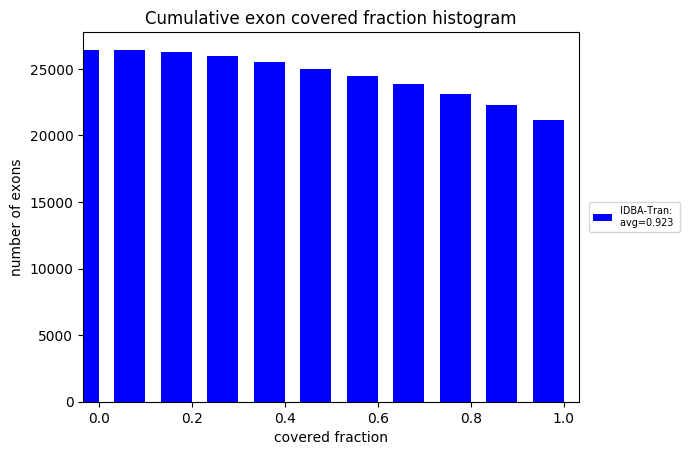 Cumulative exon covered fraction histogram
number of exons
25000
20000
15000
10000
5000
0
0.0 0.2 0.4 0.6 0.8 1.0
covered fraction
IDBA-Tran:
avg=0.923